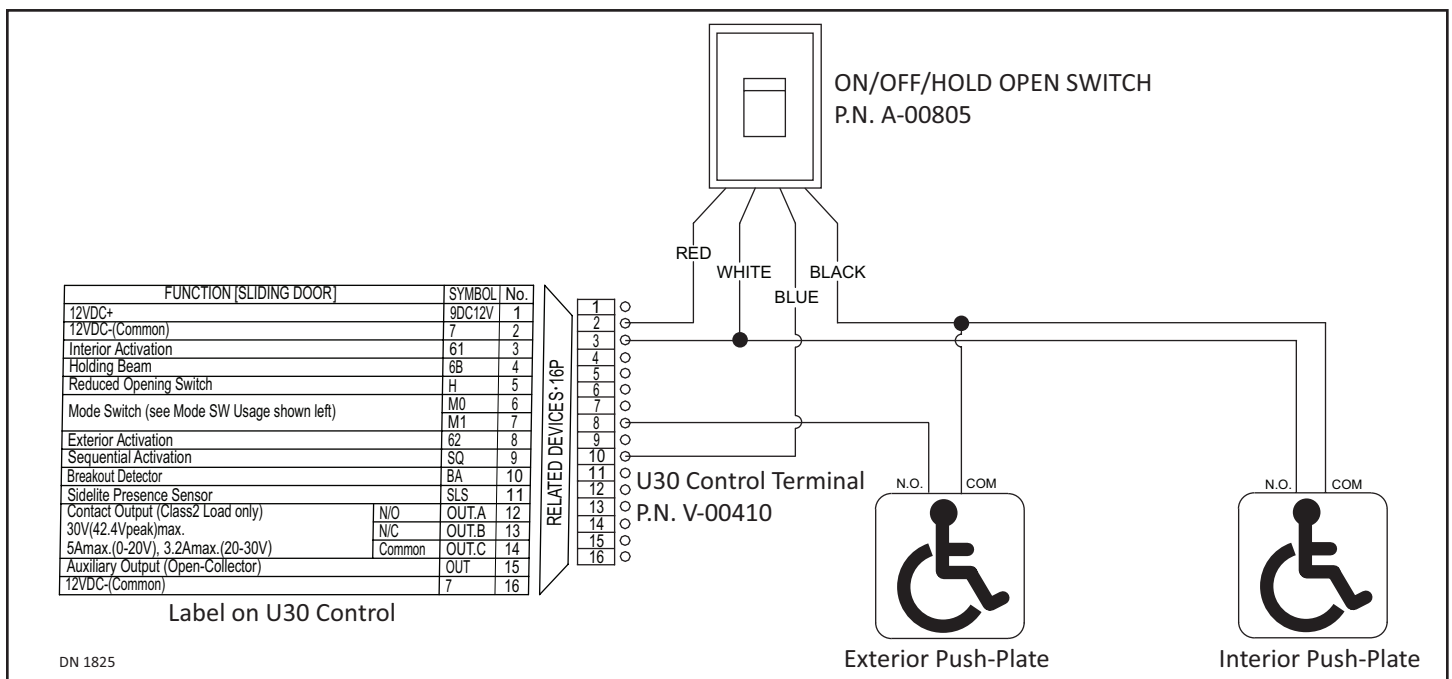 ON/OFF/HOLD OPEN SWITCH
P.N. A-00805
RED
WHITE
BLACK
BLUE
FUNCTION [SLIDING DOOR] SYMBOL No.
12VDC+ 9DC12V 1
12VDC-(Common) 7 2
Interior Activation 61 3
Holding Beam 6B 4
Reduced Opening Switch H 5
Mode Switch (see Mode SW Usage shown left) M0 6
M1 7
Exterior Activation 62 8
Sequential Activation SQ 9
Breakout Detector BA 10
Sidelite Presence Sensor SLS 11
Contact Output (Class2 Load only) N/O OUT.A 12
30V(42.4Vpeak)max. N/C OUT.B 13
5Amax.(0-20V), 3.2Amax.(20-30V) Common OUT.C 14
Auxiliary Output (Open-Collector) OUT 15
12VDC-(Common) 7 16
RELATED DEVICES·16P
1
2
3
4
5
6
7
8
9
10
11
12
13
14
15
16
U30 Control Terminal
P.N. V-00410
N.O. COM
N.O. COM
Label on U30 Control
Exterior Push-Plate
Interior Push-Plate
DN 1825